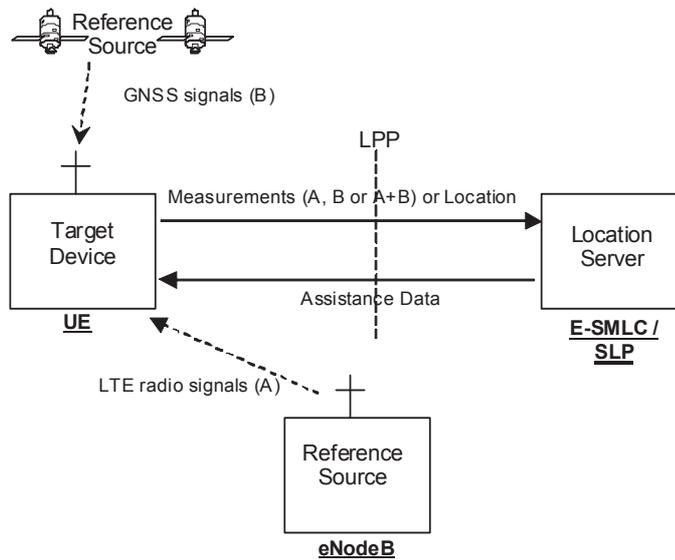 Reference
Source
GNSS signals (B)
LPP
Measurements (A, B or A+B) or Location
Target
Device
Location
Server
Assistance Data
UE
E-SMLC /
SLP
LTE radio signals (A)
Reference
Source
eNodeB